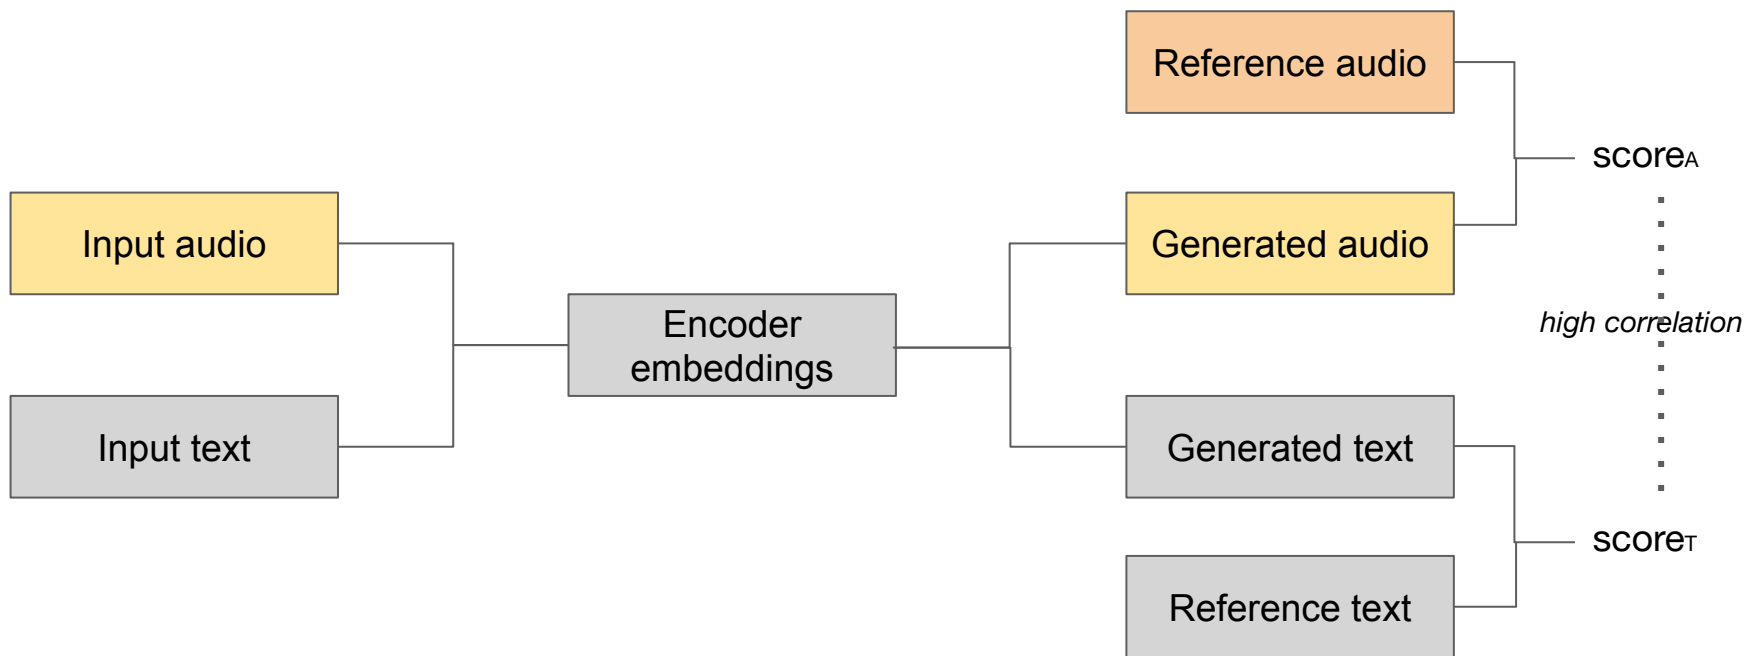 Reference audio
scoreA
Input audio
Generated audio
Encoder
embeddings
high correlation
Input text
Generated text
scoreT
Reference text